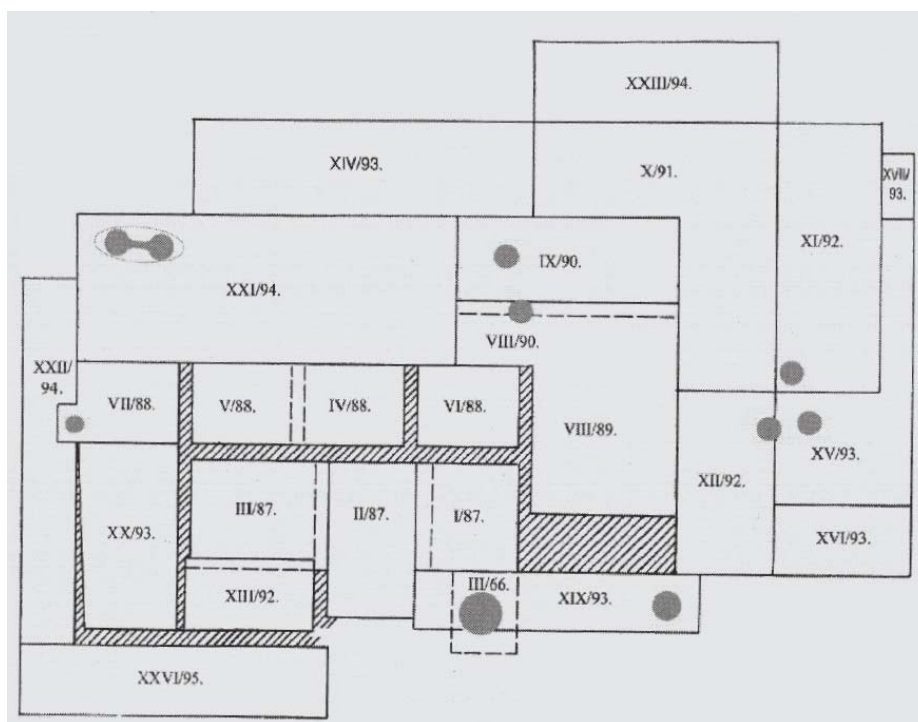 XXIII/94.
XIV/93.
X/91.
XVII/
93.
XI/92.
IX/90.
XXI/94.
VIII/90.
XXII/
94.
VII/88.
V/88.
IV/88.
VI/88.
VIII/89.
XV/93.
XII/92.
III/87.
II/87.
I/87.
XX/93.
XVI/93.
XIII/92.
III/66.
XIX/93.
XXVI/95.